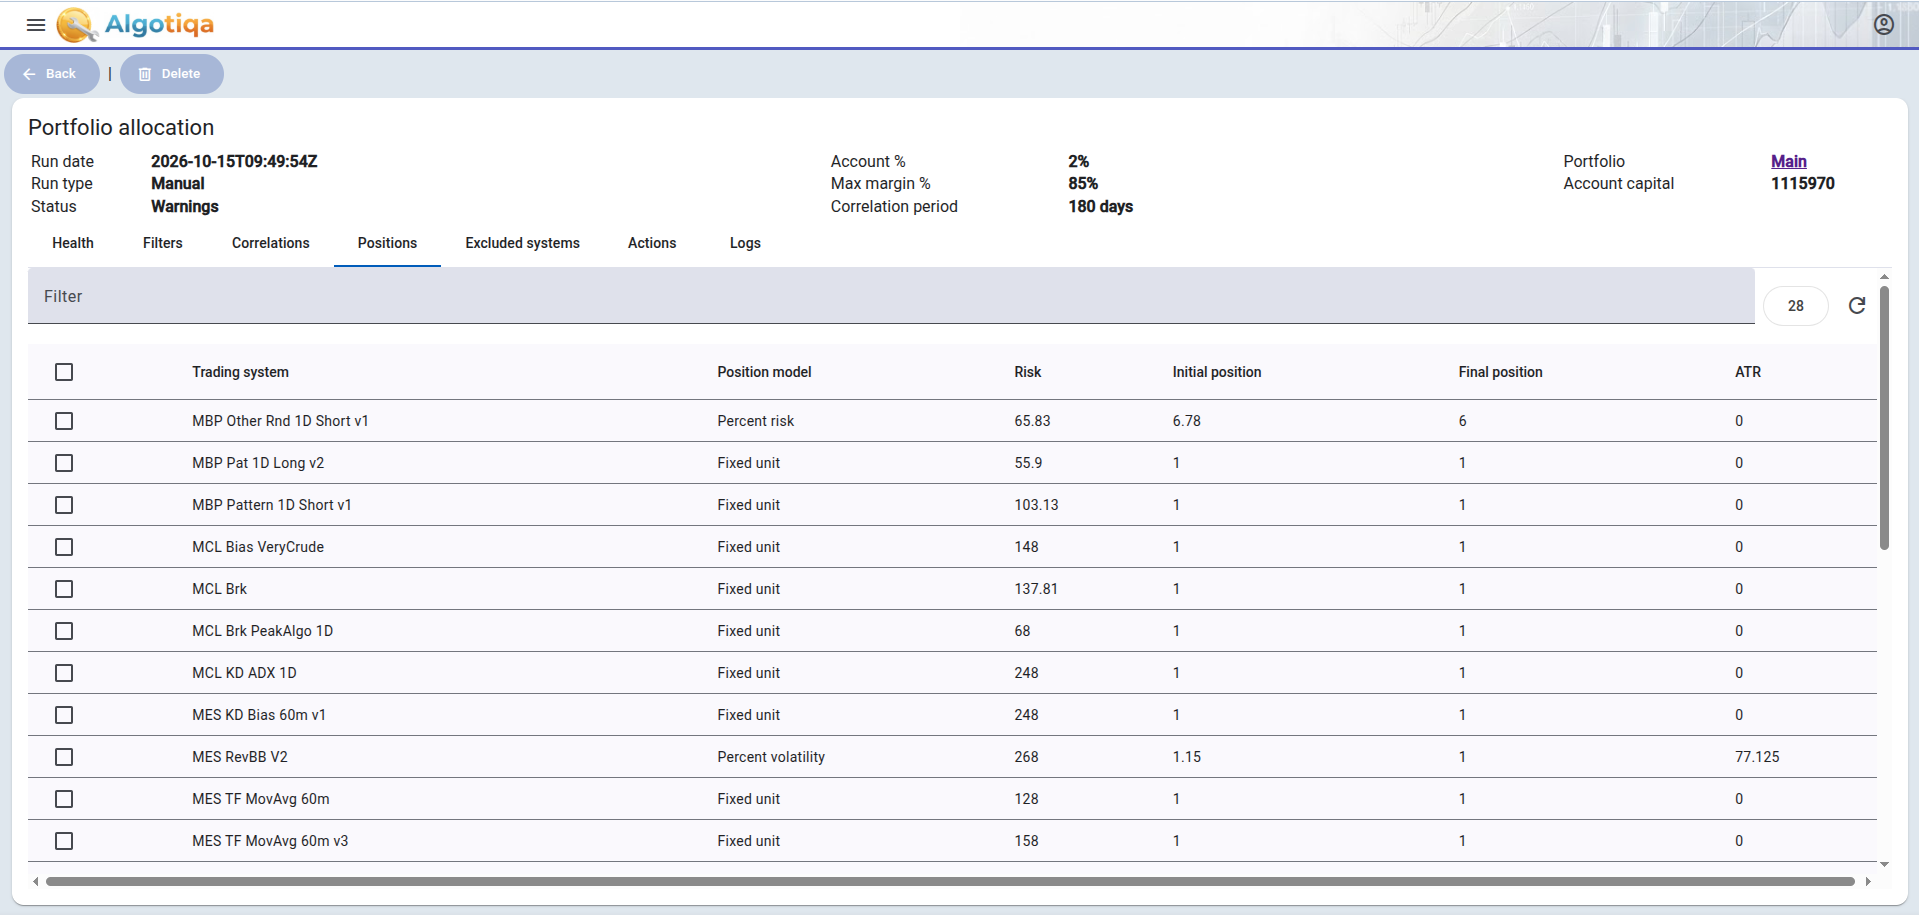 Algotiqa
Back | Delete
Portfolio allocation
Run date 2026-10-15T09:49:54Z Account % 2% Portfolio Main
Run type Manual Max margin % 85% Account capital 1115970
Status Warnings Correlation period 180 days
Health Filters Correlations Positions Excluded systems Actions Logs
Filter 28
Trading system Position model Risk Initial position Final position ATR
MBP Other Rnd 1D Short v1 Percent risk 65.83 6.78 6 0
MBP Pat 1D Long v2 Fixed unit 55.9 1 1 0
MBP Pattern 1D Short v1 Fixed unit 103.13 1 1 0
MCL Bias VeryCrude Fixed unit 148 1 1 0
MCL Brk Fixed unit 137.81 1 1 0
MCL Brk PeakAlgo 1D Fixed unit 68 1 1 0
MCL KD ADX 1D Fixed unit 248 1 1 0
MES KD Bias 60m v1 Fixed unit 248 1 1 0
MES RevBB V2 Percent volatility 268 1.15 1 77.125
MES TF MovAvg 60m Fixed unit 128 1 1 0
MES TF MovAvg 60m v3 Fixed unit 158 1 1 0